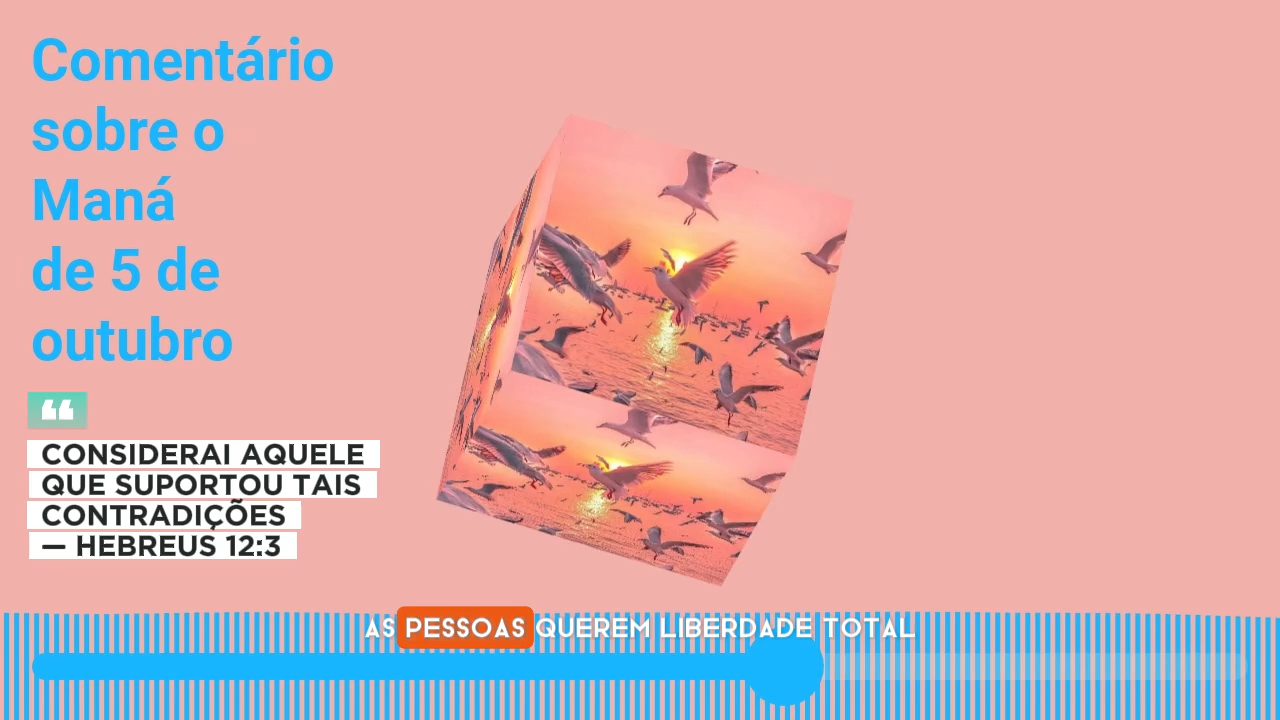 Comentário
sobre o
Maná
de 5 de
outubro
❝
CONSIDERAI AQUELE
QUE SUPORTOU TAIS
CONTRADIÇÕES
— HEBREUS 12:3
AS PESSOAS QUEREM LIBERDADE TOTAL